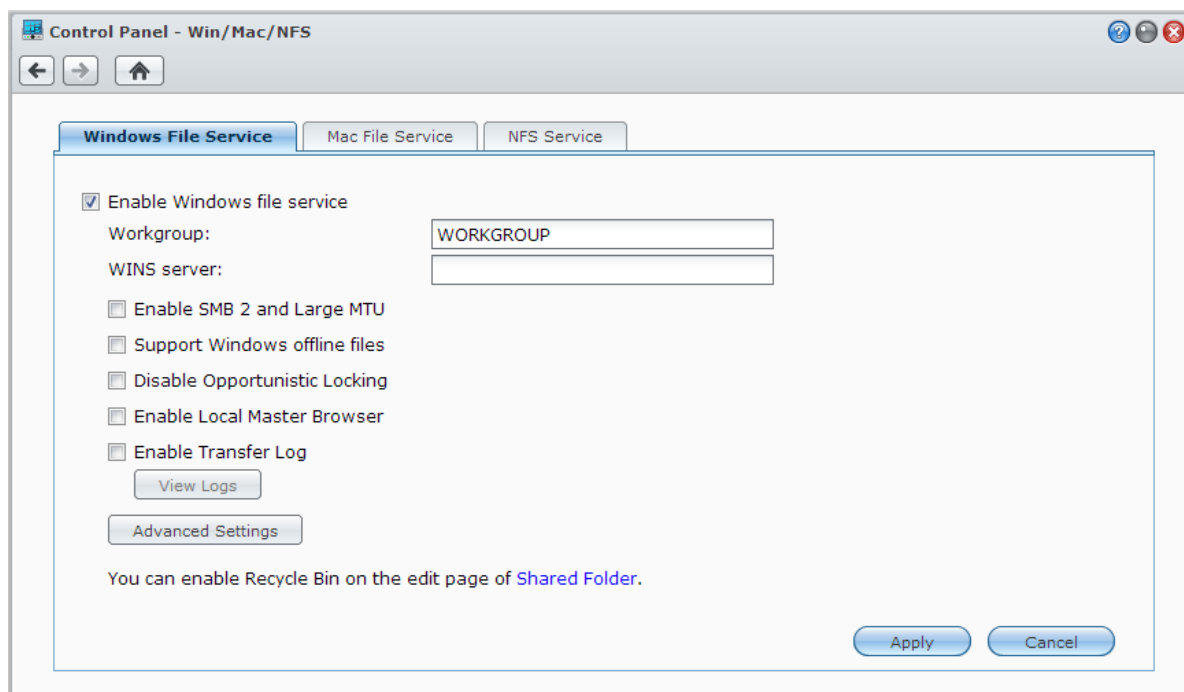 Control Panel - Win/Mac/NFS
Windows File Service Mac File Service NFS Service
Enable Windows file service
Workgroup: WORKGROUP
WINS server:
Enable SMB 2 and Large MTU
Support Windows offline files
Disable Opportunistic Locking
Enable Local Master Browser
Enable Transfer Log
View Logs
Advanced Settings
You can enable Recycle Bin on the edit page of Shared Folder.
Apply Cancel